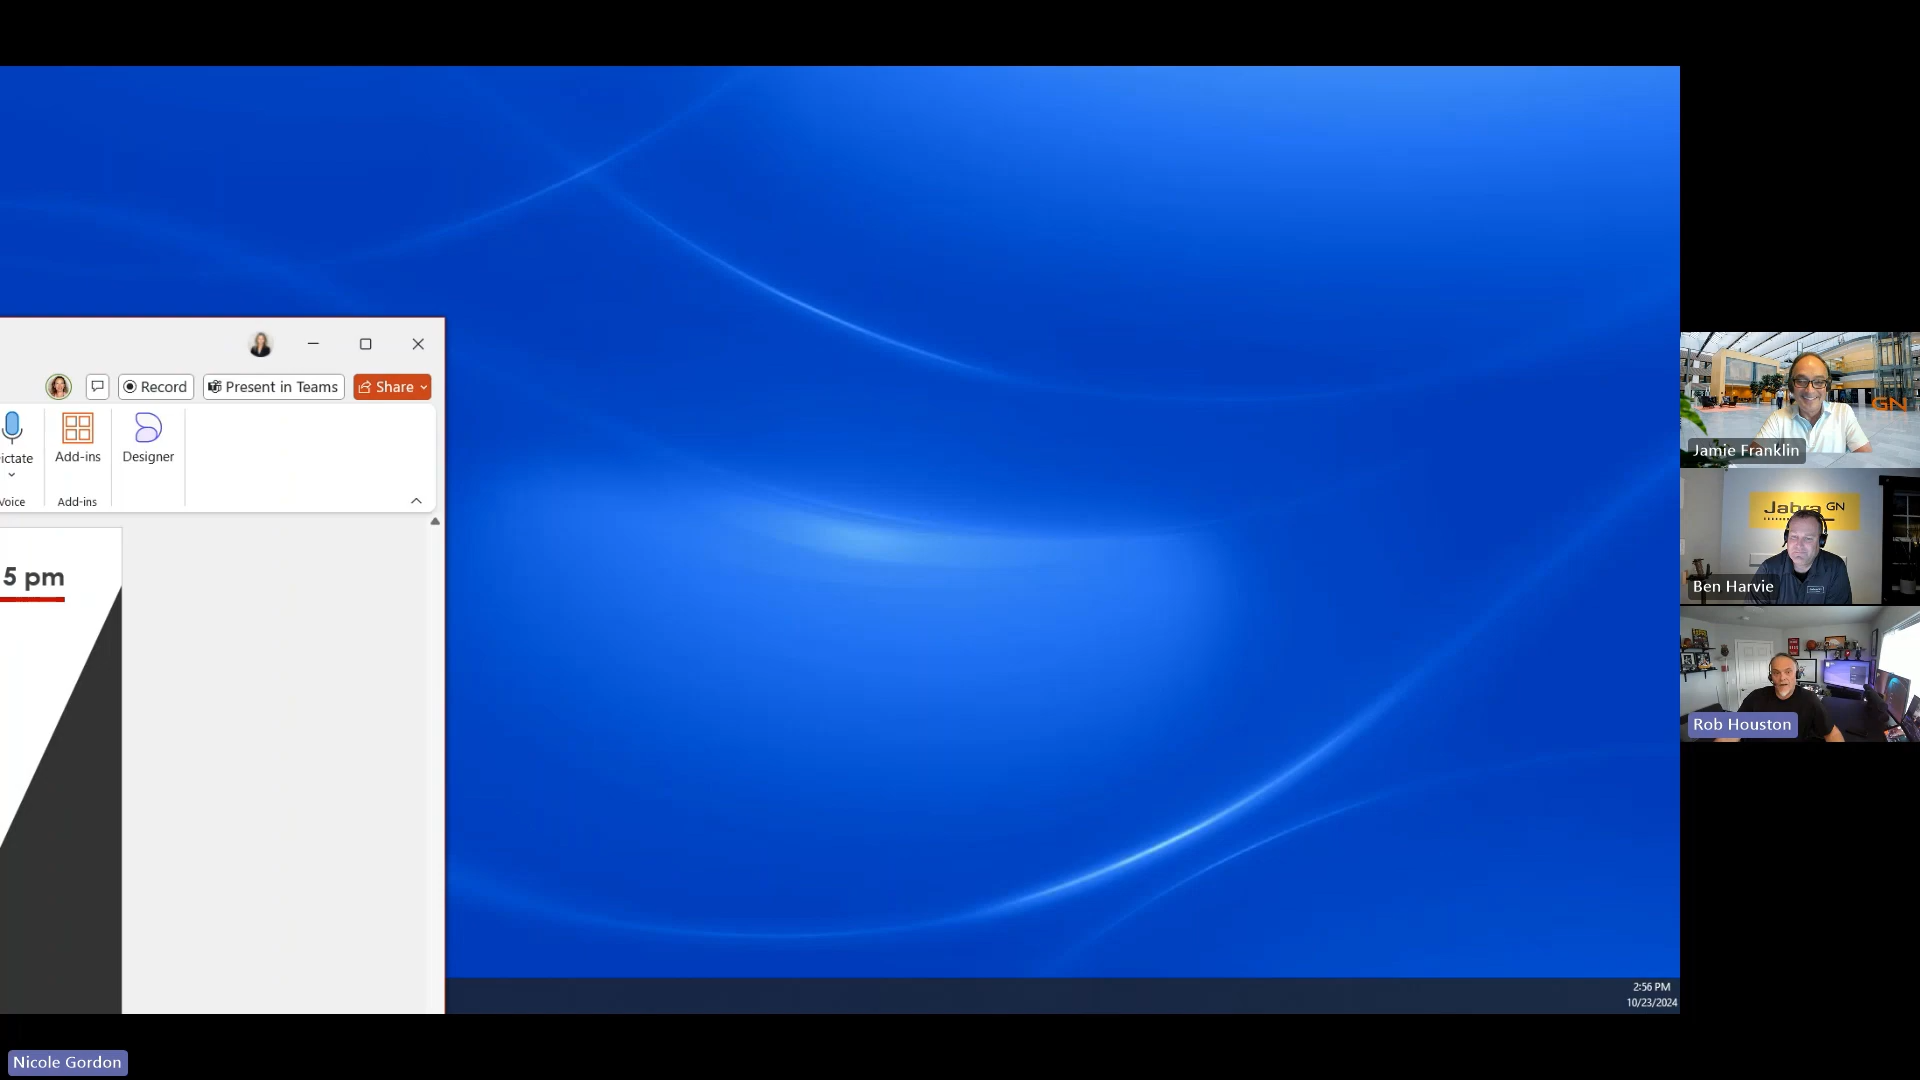 Record
Present in Teams
Share
ictate
Add-ins
Designer
Voice
Add-ins
5 pm
GN
Jamie Franklin
Jabra GN
Ben Harvie
Rob Houston
2:56 PM
10/23/2024
Nicole Gordon